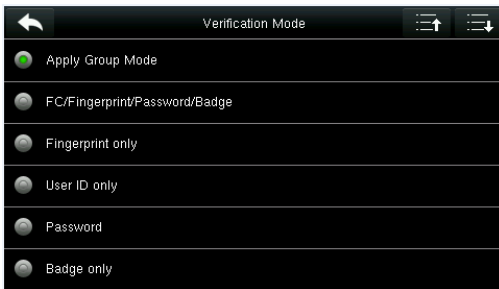 Verification Mode
Apply Group Mode
FC/Fingerprint/Password/Badge
Fingerprint only
User ID only
Password
Badge only